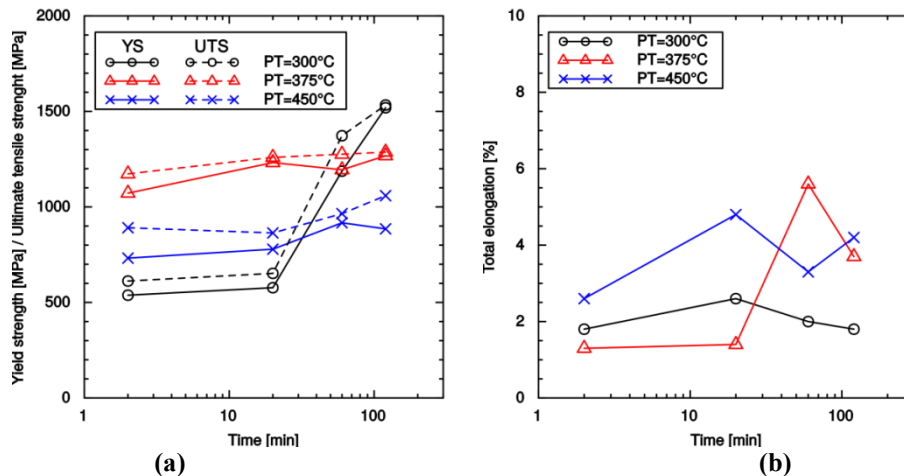 (a)
Yield strength [MPa] / Ultimate tensile strenght [MPa]
2000
1500
1000
500
0
YS UTS
PT=300°C
PT=375°C
PT=450°C
1 10 100
Time [min]
(b)
Total elongation [%]
10
8
6
4
2
0
PT=300°C
PT=375°C
PT=450°C
1 10 100
Time [min]